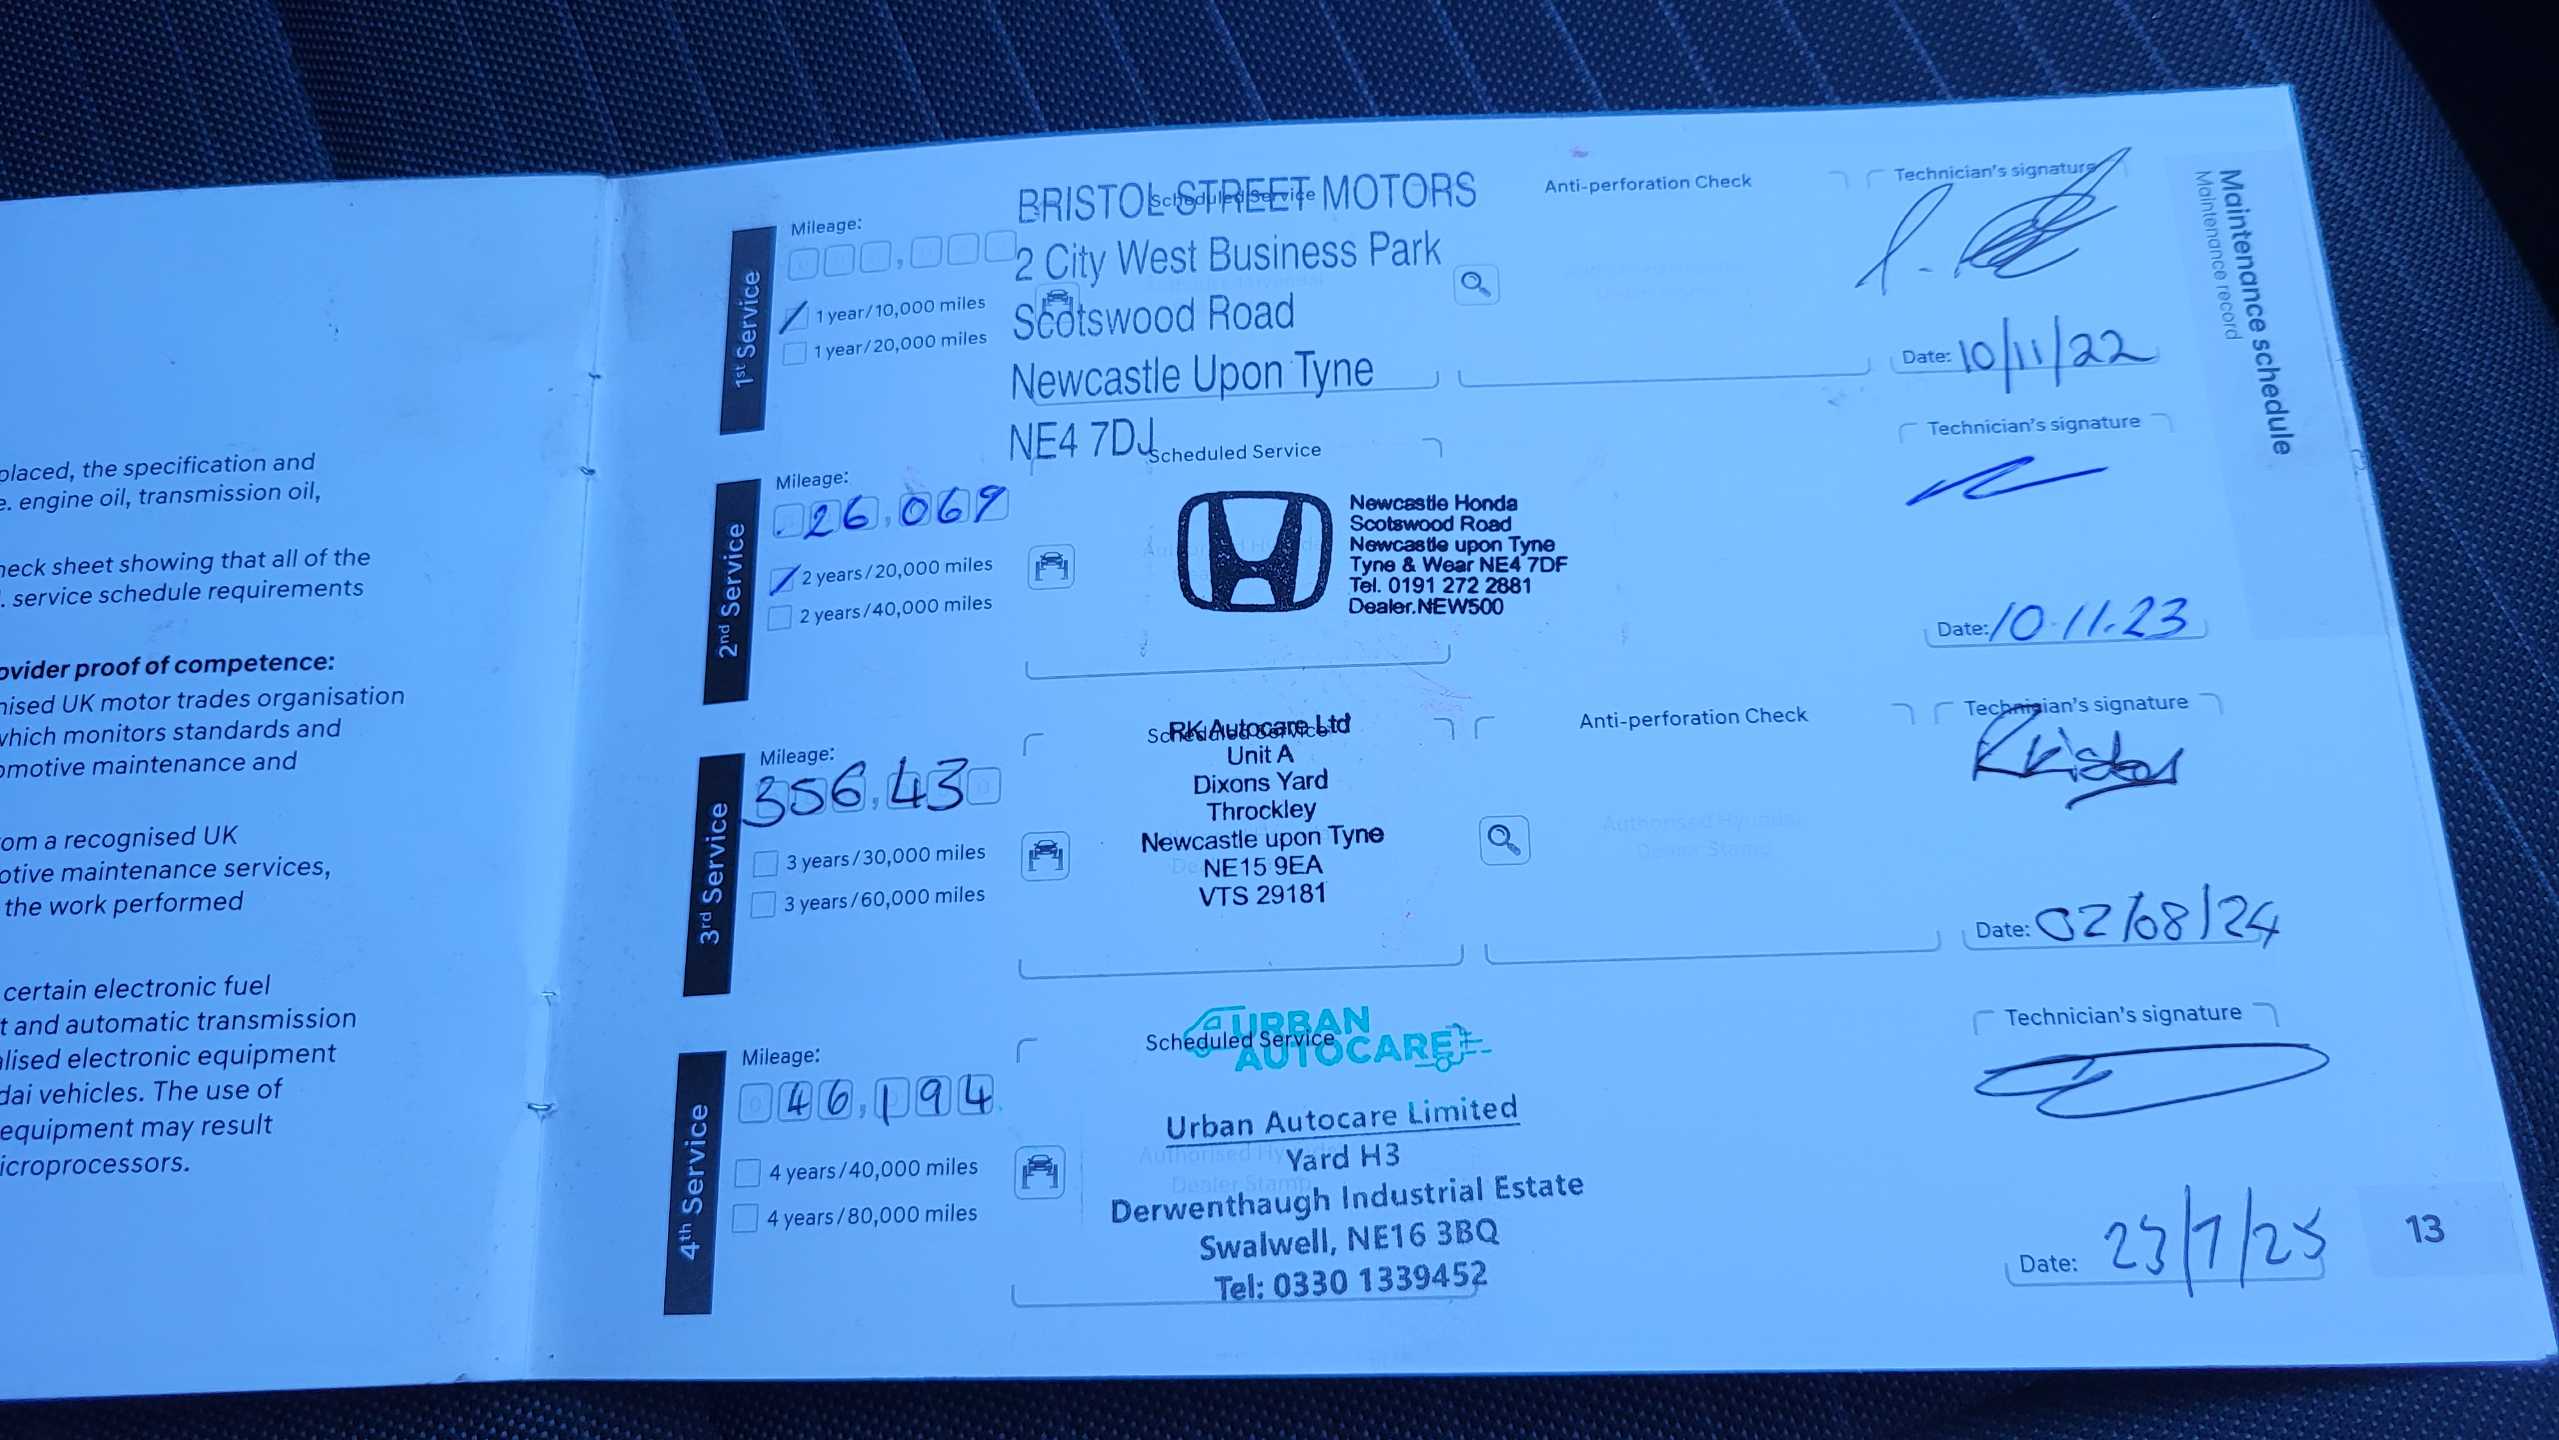 placed, the specification and
e. engine oil, transmission oil,
heck sheet showing that all of the
l. service schedule requirements
ovider proof of competence:
nised UK motor trades organisation
which monitors standards and
omotive maintenance and
rom a recognised UK
otive maintenance services,
the work performed
certain electronic fuel
t and automatic transmission
alised electronic equipment
dai vehicles. The use of
equipment may result
icroprocessors.
Maintenance schedule
Maintenance record
1st Service
Mileage:
1 year/10,000 miles
1 year/20,000 miles
Scheduled Service
BRISTOL STREET MOTORS
2 City West Business Park
Scotswood Road
Newcastle Upon Tyne
NE4 7DJ
Anti-perforation Check
Technician's signature
Date: 10/11/22
2nd Service
Mileage:
26,069
2 years/20,000 miles
2 years/40,000 miles
Scheduled Service
Newcastle Honda
Scotswood Road
Newcastle upon Tyne
Tyne & Wear NE4 7DF
Tel. 0191 272 2881
Dealer.NEW500
Technician's signature
Date: 10.11.23
3rd Service
Mileage:
356,43
3 years/30,000 miles
3 years/60,000 miles
Scheduled Service
RK Autocare Ltd
Unit A
Dixons Yard
Throckley
Newcastle upon Tyne
NE15 9EA
VTS 29181
Anti-perforation Check
Authorised Hyundai
Dealer Stamp
Technician's signature
Date: 02/08/24
4th Service
Mileage:
046,194
4 years/40,000 miles
4 years/80,000 miles
Scheduled Service
URBAN
AUTOCARE
Urban Autocare Limited
Yard H3
Derwenthaugh Industrial Estate
Swalwell, NE16 3BQ
Tel: 0330 1339452
Technician's signature
Date: 23/7/25
13